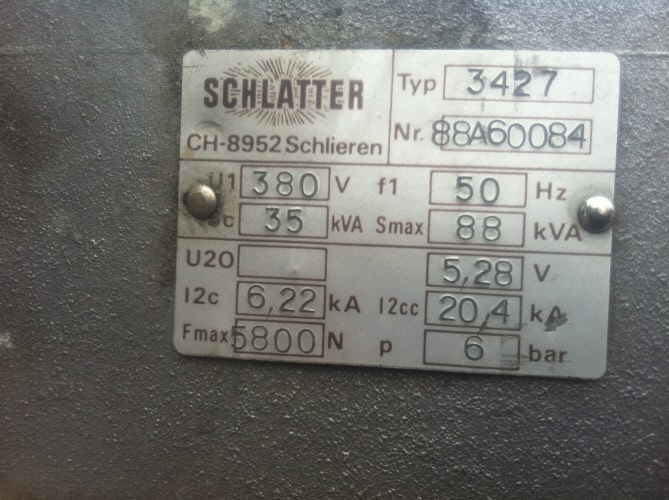 SCHLATTER
CH-8952 Schlieren
Typ 3427
Nr. 88A60084
U1 380 V f1 50 Hz
c 35 kVA Smax 88 kVA
U20 5,28 V
I2c 6,22 kA I2cc 20,4 kA
Fmax 5800 N p 6 bar